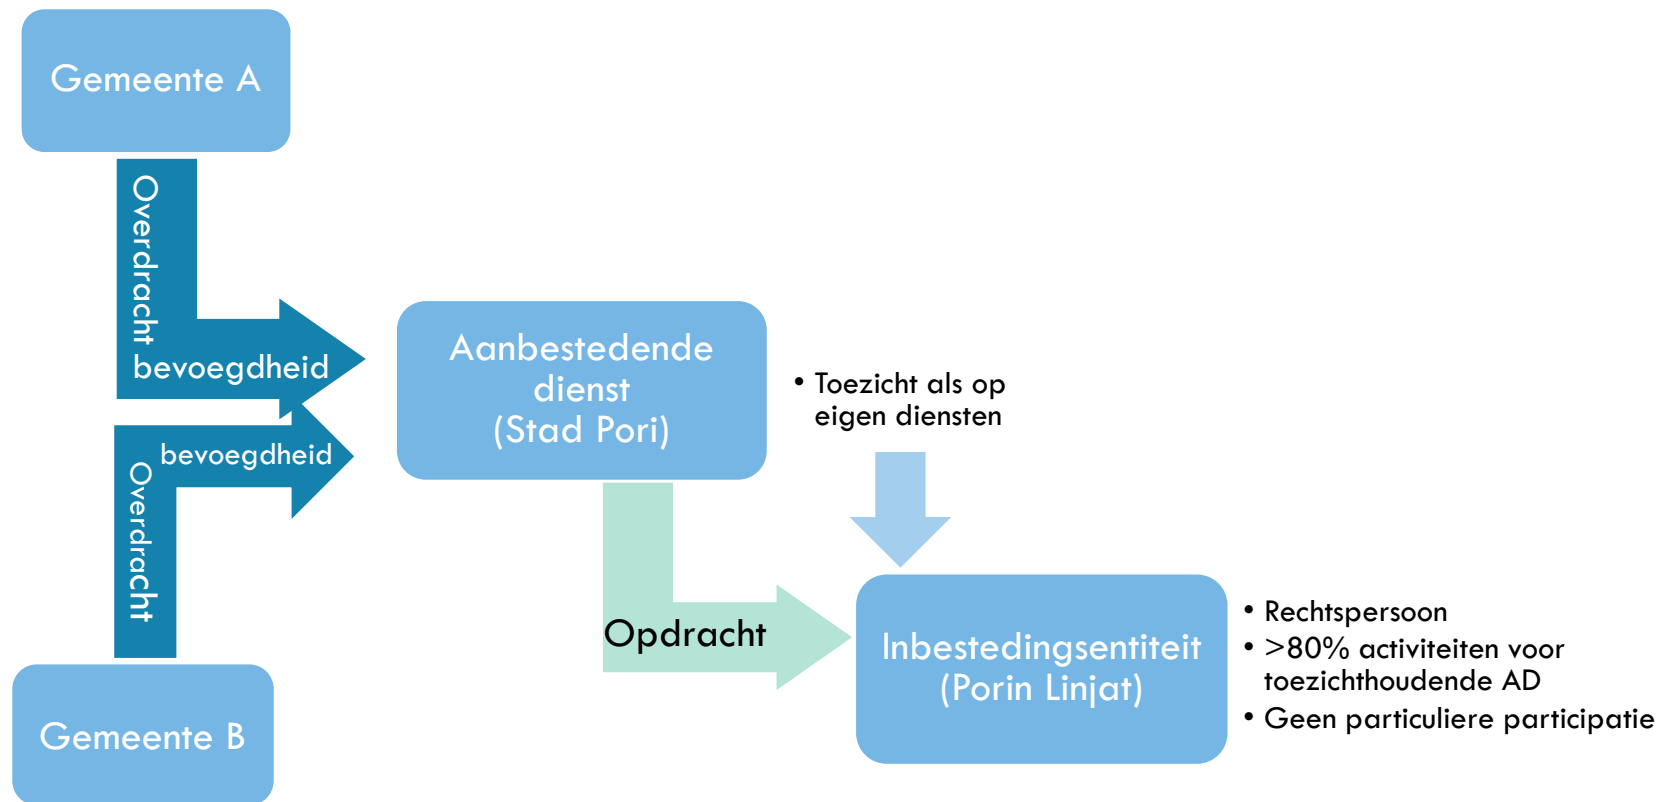 Gemeente A
Overdracht
bevoegdheid
Aanbestedende
dienst
(Stad Pori)
• Toezicht als op
eigen diensten
bevoegdheid
Overdracht
Gemeente B
Opdracht
Inbestedingsentiteit
(Porin Linjat)
• Rechtspersoon
• >80% activiteiten voor
toezichthoudende AD
• Geen particuliere participatie